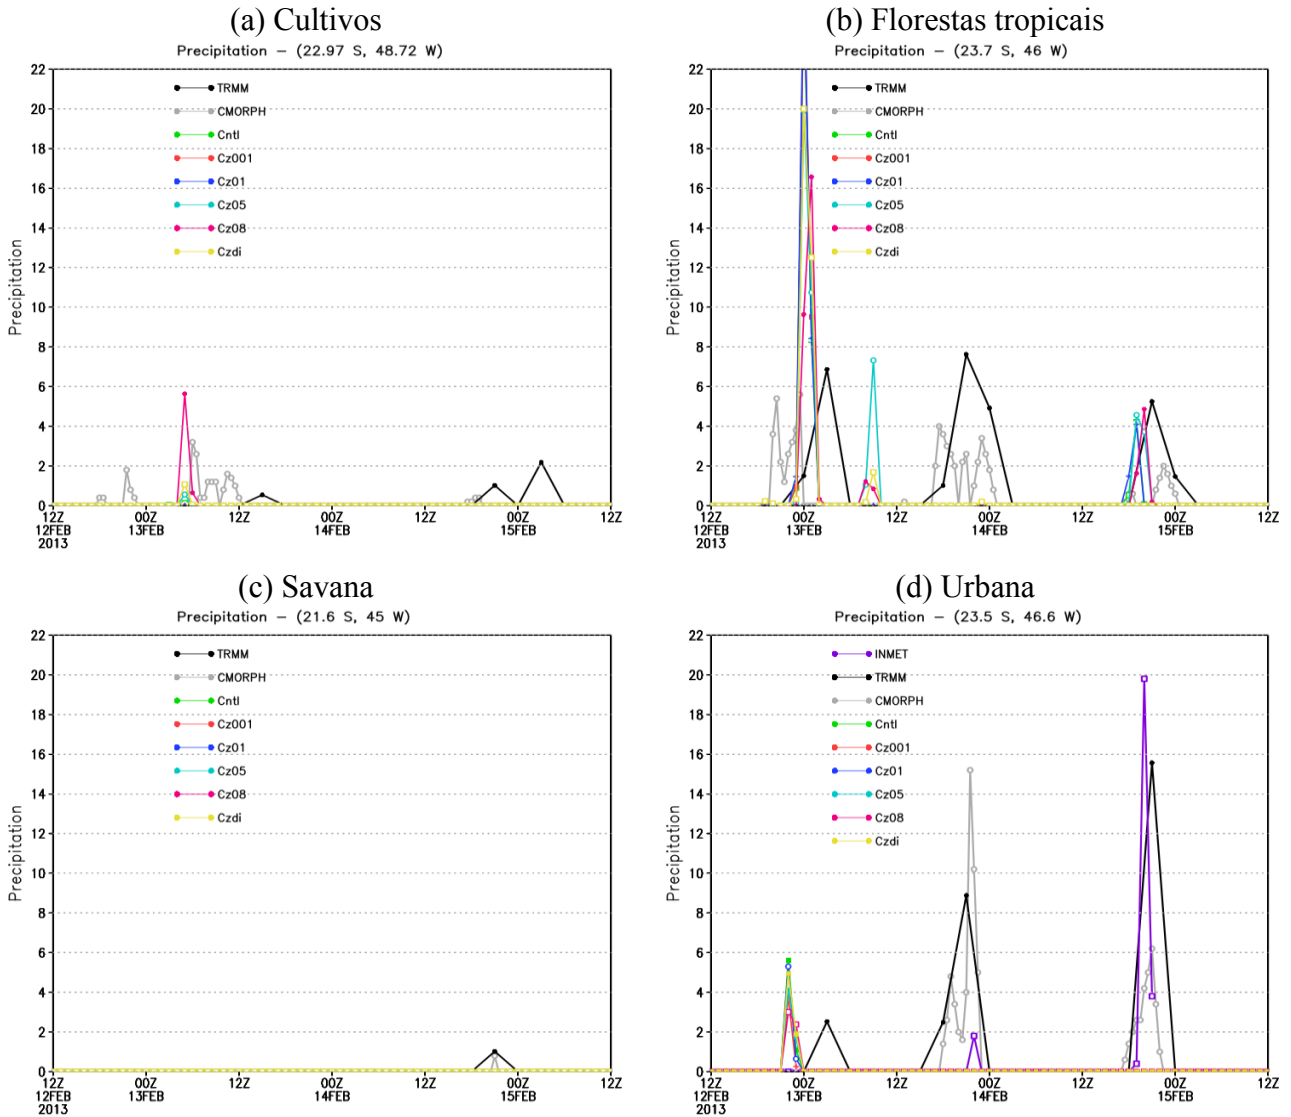 (a) Cultivos
Precipitation – (22.97 S, 48.72 W)
Precipitation
22
20
18
16
14
12
10
8
6
4
2
0
TRMM
CMORPH
Cntl
Cz001
Cz01
Cz05
Cz08
Czdi
12Z 00Z 12Z 00Z 12Z 00Z 12Z
12FEB 13FEB 14FEB 15FEB
2013
(b) Florestas tropicais
Precipitation – (23.7 S, 46 W)
Precipitation
22
20
18
16
14
12
10
8
6
4
2
0
TRMM
CMORPH
Cntl
Cz001
Cz01
Cz05
Cz08
Czdi
12Z 00Z 12Z 00Z 12Z 00Z 12Z
12FEB 13FEB 14FEB 15FEB
2013
(c) Savana
Precipitation – (21.6 S, 45 W)
Precipitation
22
20
18
16
14
12
10
8
6
4
2
0
TRMM
CMORPH
Cntl
Cz001
Cz01
Cz05
Cz08
Czdi
12Z 00Z 12Z 00Z 12Z 00Z 12Z
12FEB 13FEB 14FEB 15FEB
2013
(d) Urbana
Precipitation – (23.5 S, 46.6 W)
Precipitation
22
20
18
16
14
12
10
8
6
4
2
0
INMET
TRMM
CMORPH
Cntl
Cz001
Cz01
Cz05
Cz08
Czdi
12Z 00Z 12Z 00Z 12Z 00Z 12Z
12FEB 13FEB 14FEB 15FEB
2013